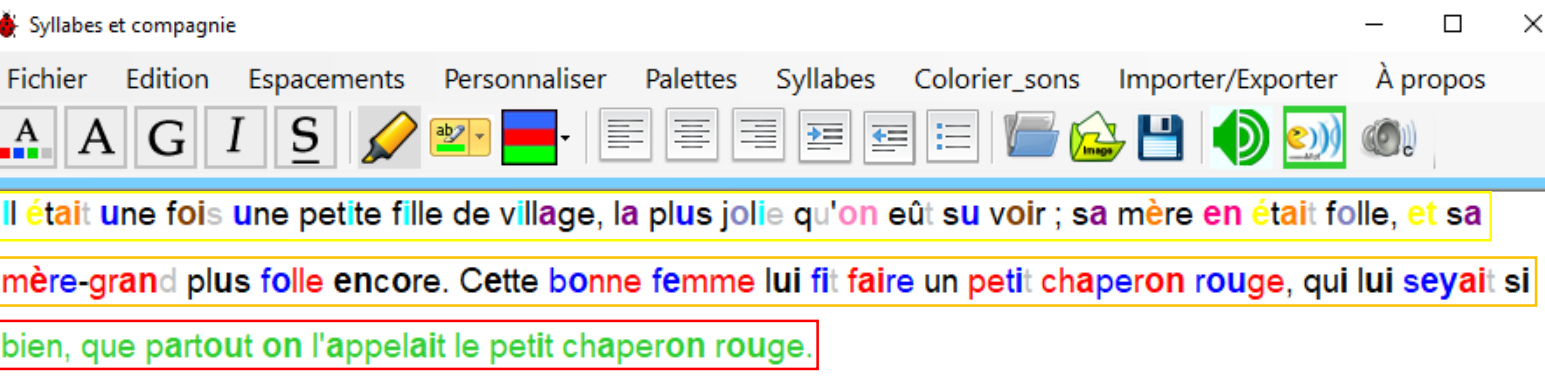 Syllabes et compagnie
Fichier Edition Espacements Personnaliser Palettes Syllabes Colorier_sons Importer/Exporter À propos
A A G I S ab Image Mot C
Il était une fois une petite fille de village, la plus jolie qu'on eût su voir ; sa mère en était folle, et sa
mère-grand plus folle encore. Cette bonne femme lui fit faire un petit chaperon rouge, qui lui seyait si
bien, que partout on l'appelait le petit chaperon rouge.